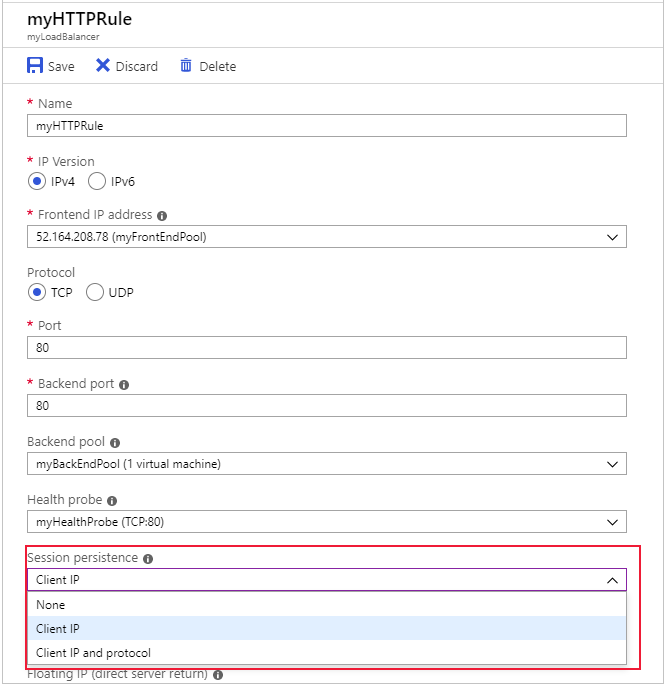 myHTTPRule
myLoadBalancer
Save Discard Delete
* Name
myHTTPRule
* IP Version
IPv4 IPv6
* Frontend IP address
52.164.208.78 (myFrontEndPool)
Protocol
TCP UDP
* Port
80
* Backend port
80
Backend pool
myBackEndPool (1 virtual machine)
Health probe
myHealthProbe (TCP:80)
Session persistence
Client IP
None
Client IP
Client IP and protocol
Floating IP (direct server return)